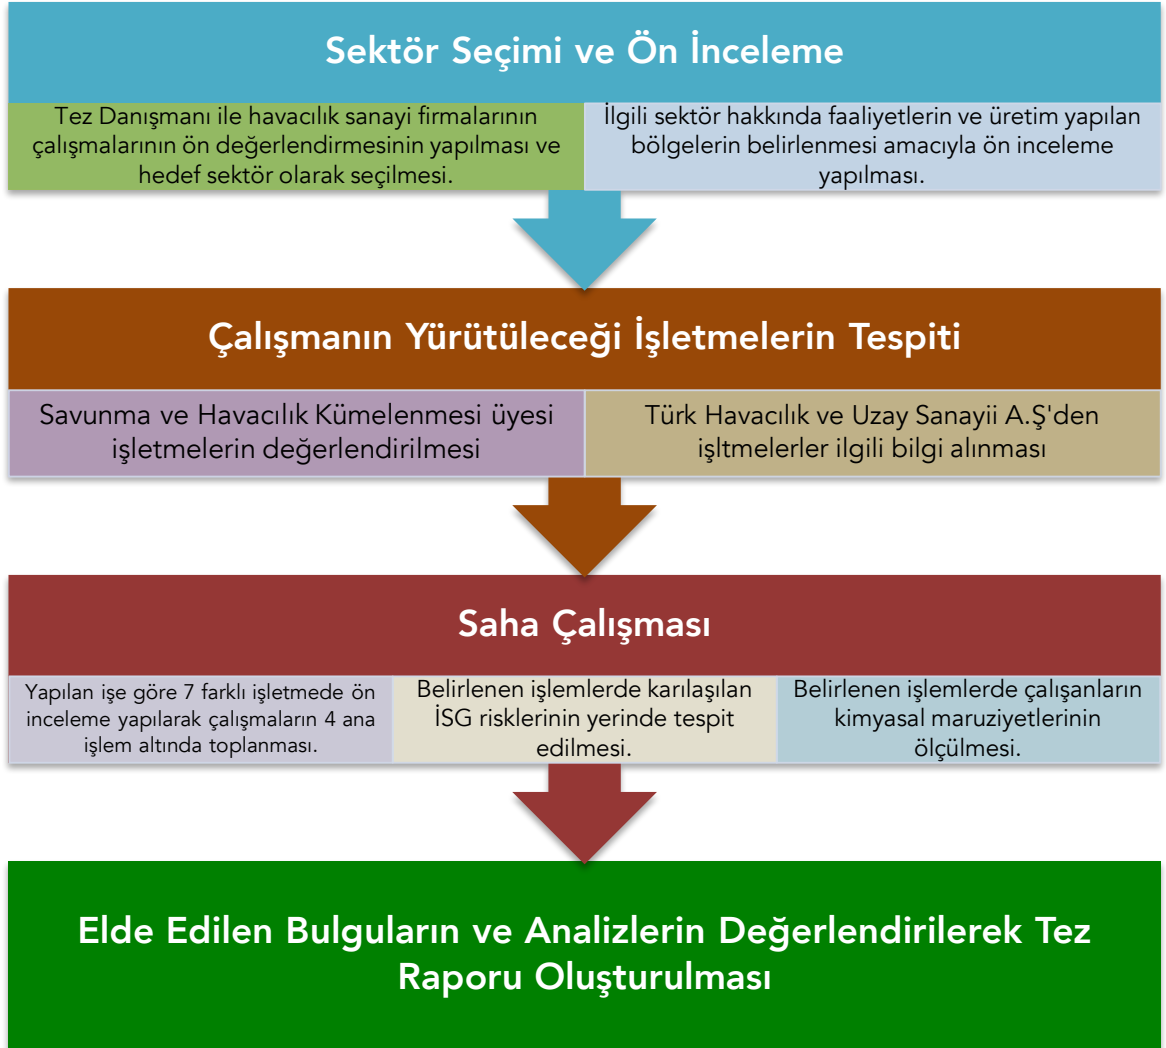 Sektör Seçimi ve Ön İnceleme
Tez Danışmanı ile havacılık sanayi firmalarının
çalışmalarının ön değerlendirmesinin yapılması ve
hedef sektör olarak seçilmesi.
İlgili sektör hakkında faaliyetlerin ve üretim yapılan
bölgelerin belirlenmesi amacıyla ön inceleme
yapılması.
Çalışmanın Yürütüleceği İşletmelerin Tespiti
Savunma ve Havacılık Kümelenmesi üyesi
işletmelerin değerlendirilmesi
Türk Havacılık ve Uzay Sanayii A.Ş'den
işltmelerler ilgili bilgi alınması
Saha Çalışması
Yapılan işe göre 7 farklı işletmede ön
inceleme yapılarak çalışmaların 4 ana
işlem altında toplanması.
Belirlenen işlemlerde karılaşılan
İSG risklerinin yerinde tespit
edilmesi.
Belirlenen işlemlerde çalışanların
kimyasal maruziyetlerinin
ölçülmesi.
Elde Edilen Bulguların ve Analizlerin Değerlendirilerek Tez
Raporu Oluşturulması